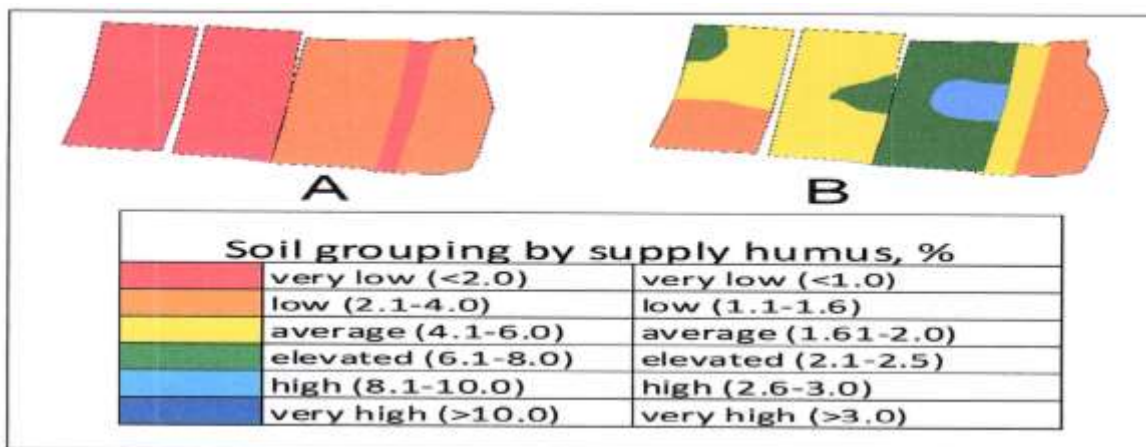 A
B
Soil grouping by supply humus, %
very low (<2.0) very low (<1.0)
low (2.1-4.0) low (1.1-1.6)
average (4.1-6.0) average (1.61-2.0)
elevated (6.1-8.0) elevated (2.1-2.5)
high (8.1-10.0) high (2.6-3.0)
very high (>10.0) very high (>3.0)